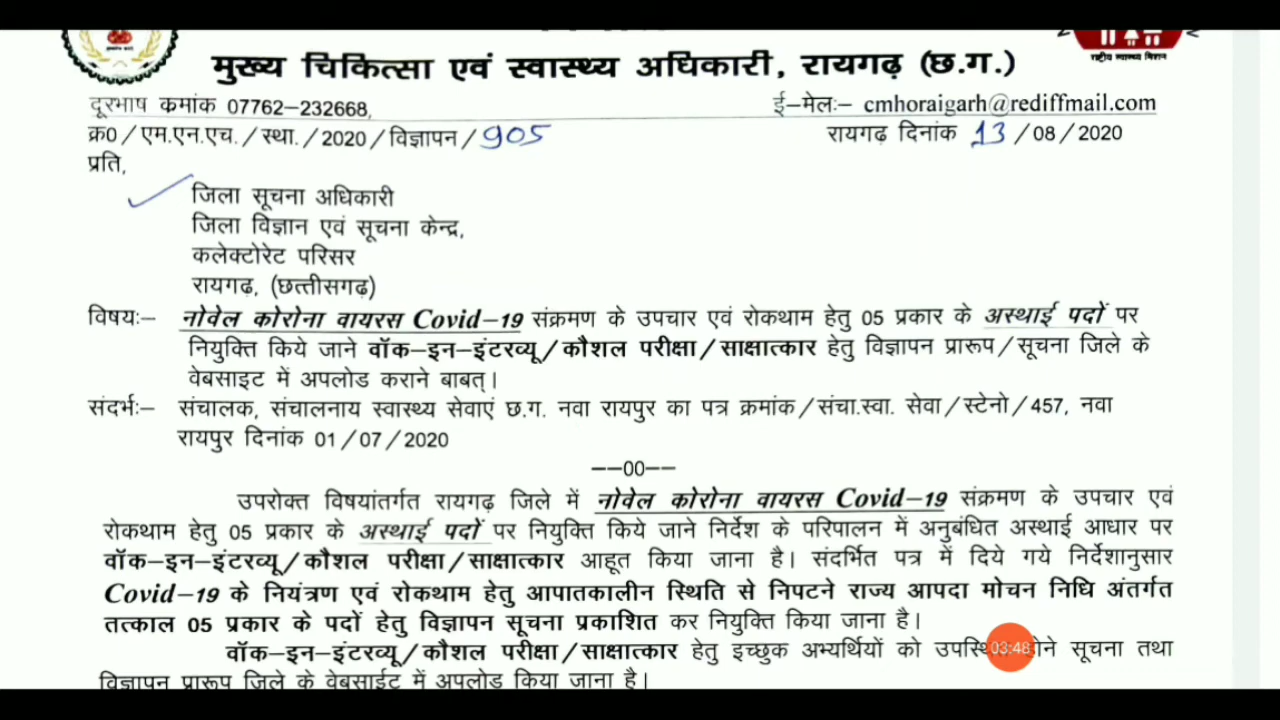 राष्ट्रीय स्वास्थ्य मिशन
मुख्य चिकित्सा एवं स्वास्थ्य अधिकारी, रायगढ़ (छ.ग.)
दूरभाष कमांक 07762–232668, ई–मेलः– cmhoraigarh@rediffmail.com
क्र0/एम.एन.एच./स्था./2020/विज्ञापन/905 रायगढ़ दिनांक 13/08/2020
प्रति,
जिला सूचना अधिकारी
जिला विज्ञान एवं सूचना केन्द्र,
कलेक्टोरेट परिसर
रायगढ़, (छत्तीसगढ़)
विषयः– नोवेल कोरोना वायरस Covid–19 संक्रमण के उपचार एवं रोकथाम हेतु 05 प्रकार के अस्थाई पदों पर
नियुक्ति किये जाने वॉक–इन–इंटरव्यू/कौशल परीक्षा/साक्षात्कार हेतु विज्ञापन प्रारूप/सूचना जिले के
वेबसाइट में अपलोड कराने बाबत्।
संदर्भः– संचालक, संचालनाय स्वास्थ्य सेवाएं छ.ग. नवा रायपुर का पत्र क्रमांक/संचा.स्वा. सेवा/स्टेनो/457, नवा
रायपुर दिनांक 01/07/2020
––00––
उपरोक्त विषयांतर्गत रायगढ़ जिले में नोवेल कोरोना वायरस Covid–19 संक्रमण के उपचार एवं
रोकथाम हेतु 05 प्रकार के अस्थाई पदों पर नियुक्ति किये जाने निर्देश के परिपालन में अनुबंधित अस्थाई आधार पर
वॉक–इन–इंटरव्यू/कौशल परीक्षा/साक्षात्कार आहूत किया जाना है। संदर्भित पत्र में दिये गये निर्देशानुसार
Covid–19 के नियंत्रण एवं रोकथाम हेतु आपातकालीन स्थिति से निपटने राज्य आपदा मोचन निधि अंतर्गत
तत्काल 05 प्रकार के पदों हेतु विज्ञापन सूचना प्रकाशित कर नियुक्ति किया जाना है।
वॉक–इन–इंटरव्यू/कौशल परीक्षा/साक्षात्कार हेतु इच्छुक अभ्यर्थियों को 03:48 सूचना तथा
विज्ञापन प्रारूप जिले के वेबसाईट में अपलोड किया जाना है।